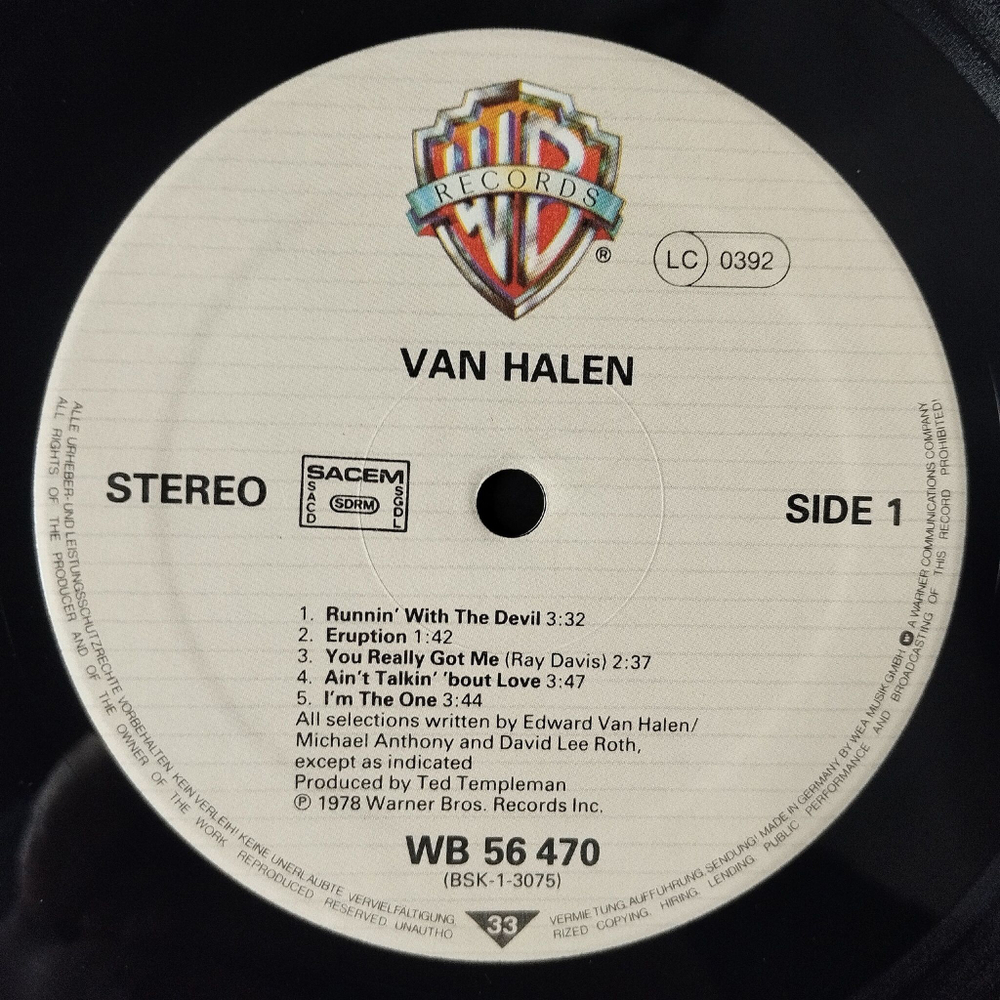 WB
RECORDS
®
LC 0392
VAN HALEN
STEREO
SACEM
SACD
SDRM
SGDL
SIDE 1
1. Runnin' With The Devil 3:32
2. Eruption 1:42
3. You Really Got Me (Ray Davis) 2:37
4. Ain't Talkin' 'bout Love 3:47
5. I'm The One 3:44
All selections written by Edward Van Halen/
Michael Anthony and David Lee Roth,
except as indicated
Produced by Ted Templeman
℗ 1978 Warner Bros. Records Inc.
WB 56 470
(BSK-1-3075)
33
ALLE URHEBER- UND LEISTUNGSSCHUTZRECHTE VORBEHALTEN KEIN VERLEIH! KEINE UNERLAUBTE VERVIELFÄLTIGUNG,
VERMIETUNG, AUFFÜHRUNG, SENDUNG! MADE IN GERMANY BY WEA MUSIK GMBH A WARNER COMMUNICATIONS COMPANY
ALL RIGHTS OF THE PRODUCER AND OF THE OWNER OF THE WORK REPRODUCED RESERVED UNAUTHO
RIZED COPYING, HIRING, LENDING PUBLIC PERFORMANCE AND BROADCASTING OF THIS RECORD PROHIBITED!